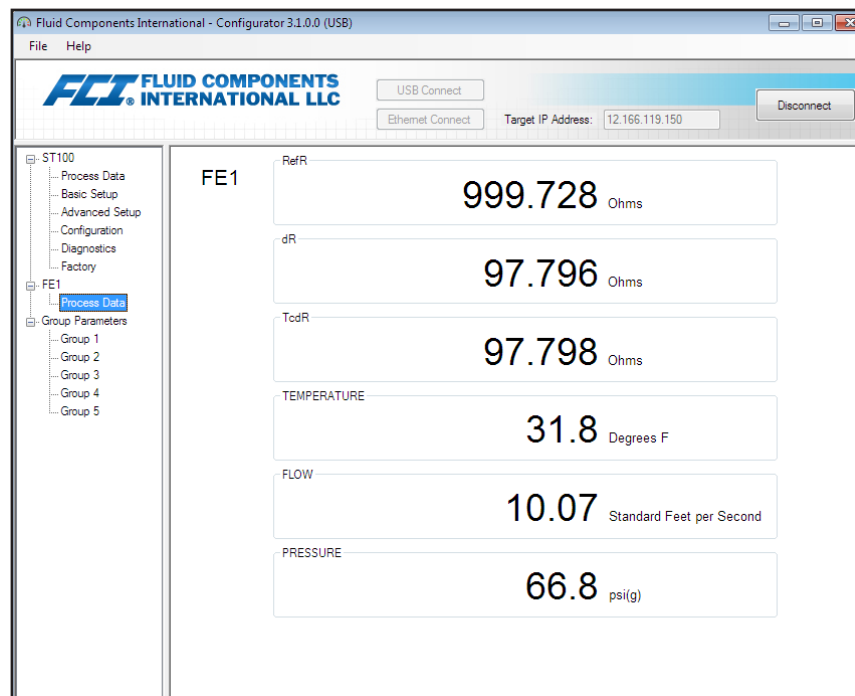 Fluid Components International - Configurator 3.1.0.0 (USB)
File Help
FCI FLUID COMPONENTS
® INTERNATIONAL LLC
USB Connect
Ethernet Connect Target IP Address: 12.166.119.150
Disconnect
ST100
Process Data
Basic Setup
Advanced Setup
Configuration
Diagnostics
Factory
FE1
Process Data
Group Parameters
Group 1
Group 2
Group 3
Group 4
Group 5
FE1
RefR
999.728 Ohms
dR
97.796 Ohms
TcdR
97.798 Ohms
TEMPERATURE
31.8 Degrees F
FLOW
10.07 Standard Feet per Second
PRESSURE
66.8 psi(g)